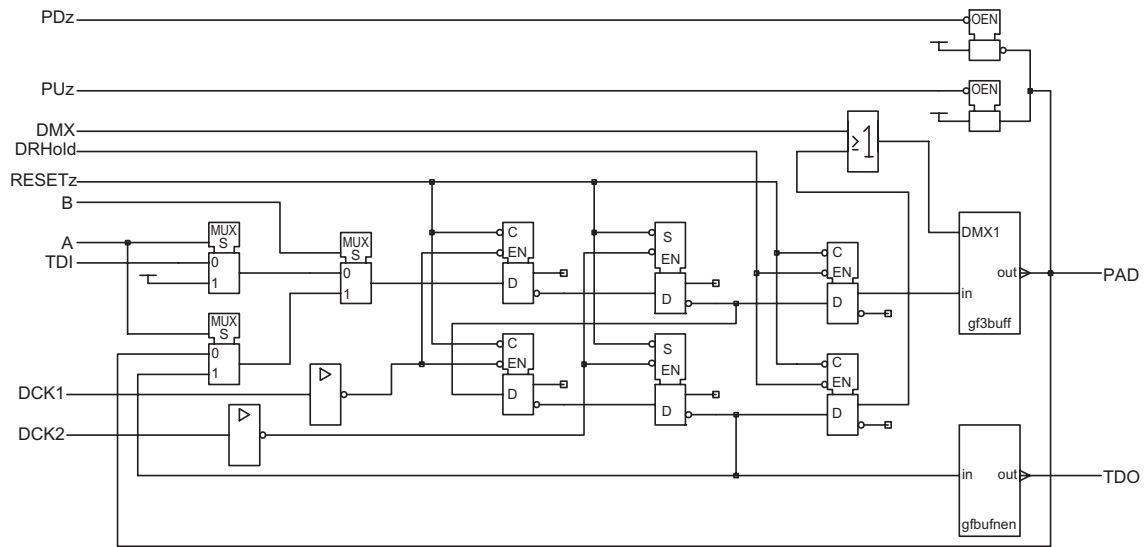 PDz
OEN
PUz
OEN
DMX
≥1
DRHold
RESETz
B
MUX
S
MUX
S
C
EN
S
EN
A
0
DMX1
C
TDI
0
1
EN
1
D
D
D
out
PAD
in
MUX
S
gf3buff
0
C
S
1
EN
EN
C
EN
DCK1
D
D
D
DCK2
in
out
TDO
gfbufnen